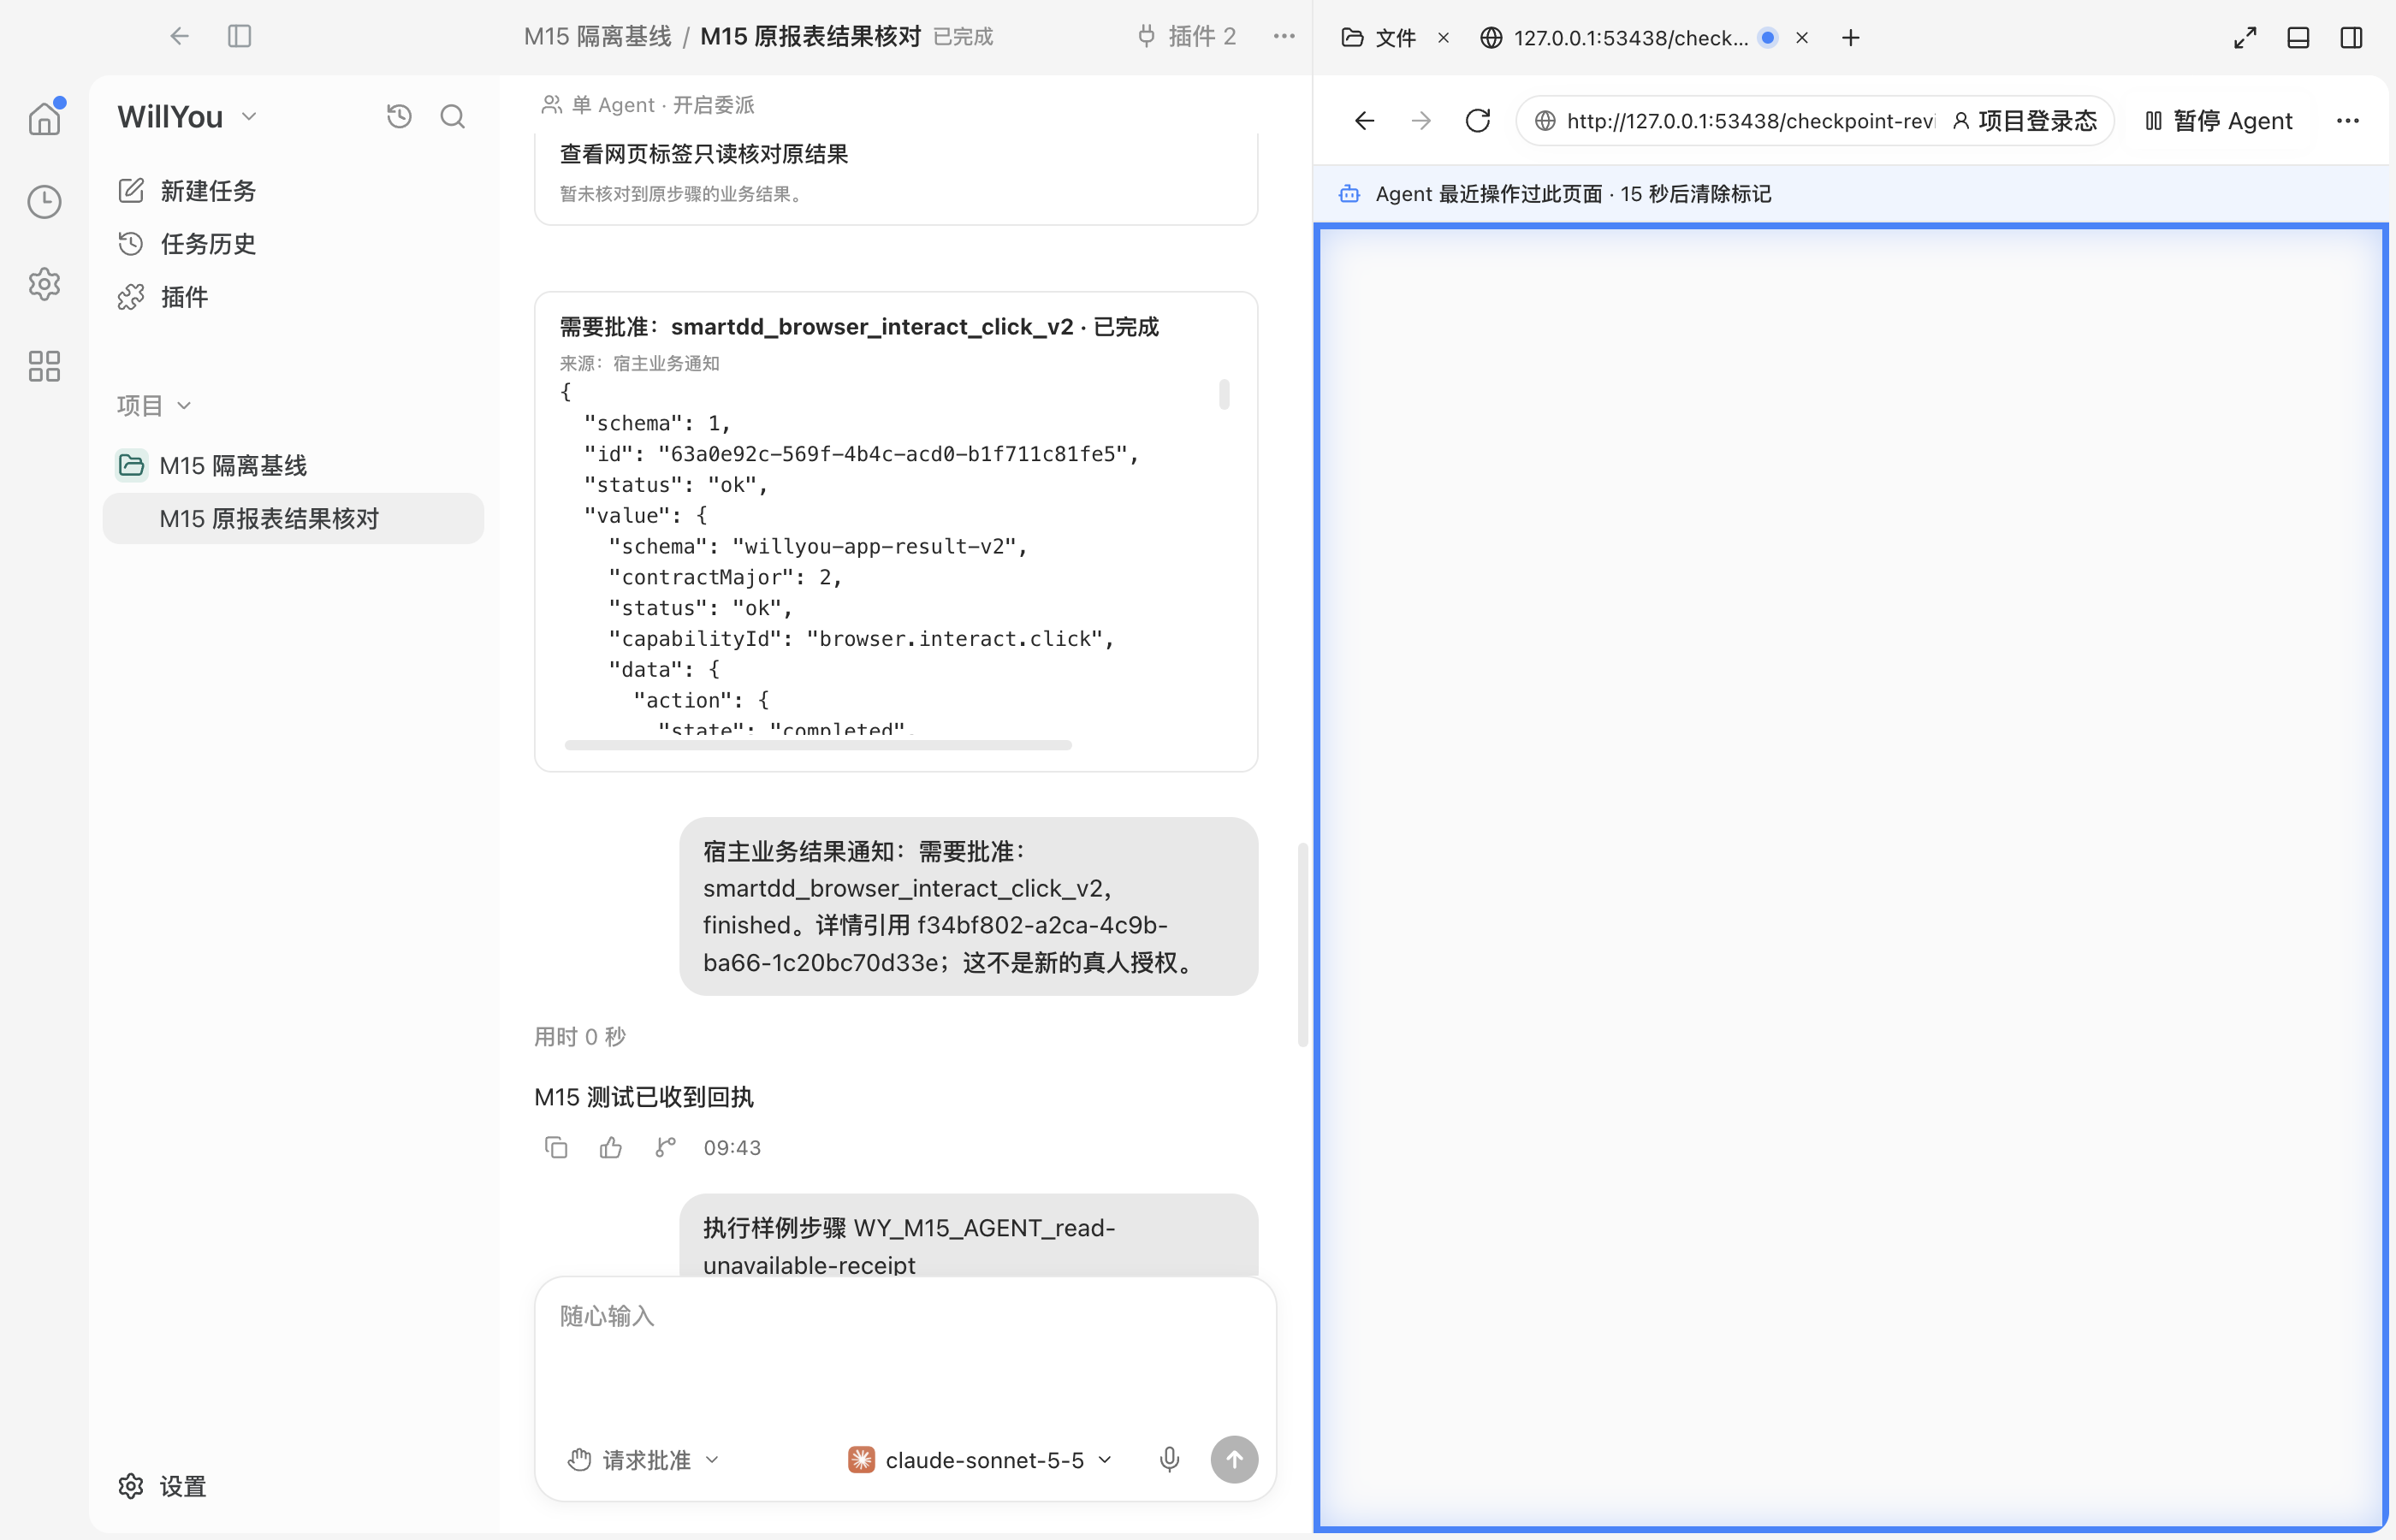 M15 隔离基线 / M15 原报表结果核对 已完成
插件 2
文件
127.0.0.1:53438/check...
WillYou
新建任务
任务历史
插件
项目
M15 隔离基线
M15 原报表结果核对
设置
单 Agent · 开启委派
查看网页标签只读核对原结果
暂未核对到原步骤的业务结果。
需要批准：smartdd_browser_interact_click_v2 · 已完成
来源：宿主业务通知
{
"schema": 1,
"id": "63a0e92c-569f-4b4c-acd0-b1f711c81fe5",
"status": "ok",
"value": {
"schema": "willyou-app-result-v2",
"contractMajor": 2,
"status": "ok",
"capabilityId": "browser.interact.click",
"data": {
"action": {
"state": "completed",
宿主业务结果通知：需要批准：
smartdd_browser_interact_click_v2，
finished。详情引用 f34bf802-a2ca-4c9b-
ba66-1c20bc70d33e；这不是新的真人授权。
用时 0 秒
M15 测试已收到回执
09:43
执行样例步骤 WY_M15_AGENT_read-
unavailable-receipt
随心输入
请求批准
claude-sonnet-5-5
http://127.0.0.1:53438/checkpoint-revi
项目登录态
暂停 Agent
Agent 最近操作过此页面 · 15 秒后清除标记